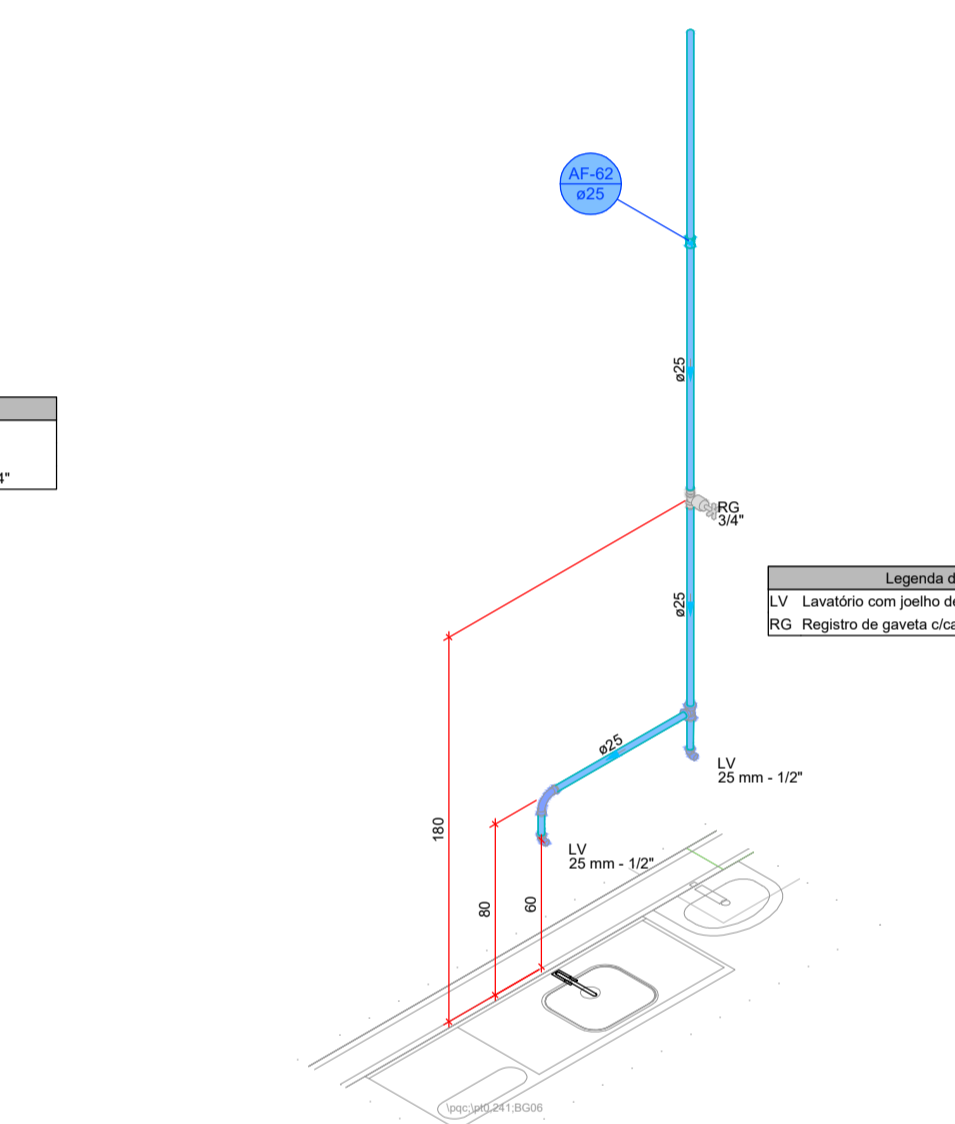 AF-62
ø25
ø25
4"
RG
3/4"
Legenda d
LV Lavatório com joelho de
RG Registro de gaveta c/ca
ø25
ø25
LV
25 mm - 1/2"
180
LV
25 mm - 1/2"
80
60
\pqc;\pt0.241;BG06